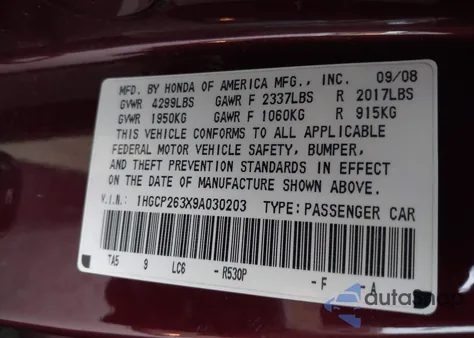 MFD. BY HONDA OF AMERICA MFG., INC. 09/08
GVWR 4299LBS GAWR F 2337LBS R 2017LBS
GVWR 1950KG GAWR F 1060KG R 915KG
THIS VEHICLE CONFORMS TO ALL APPLICABLE
FEDERAL MOTOR VEHICLE SAFETY, BUMPER,
AND THEFT PREVENTION STANDARDS IN EFFECT
ON THE DATE OF MANUFACTURE SHOWN ABOVE.
V.I.N.: 1HGCP263X9A030203 TYPE: PASSENGER CAR
TA5 9 LC6 - R530P - F - A